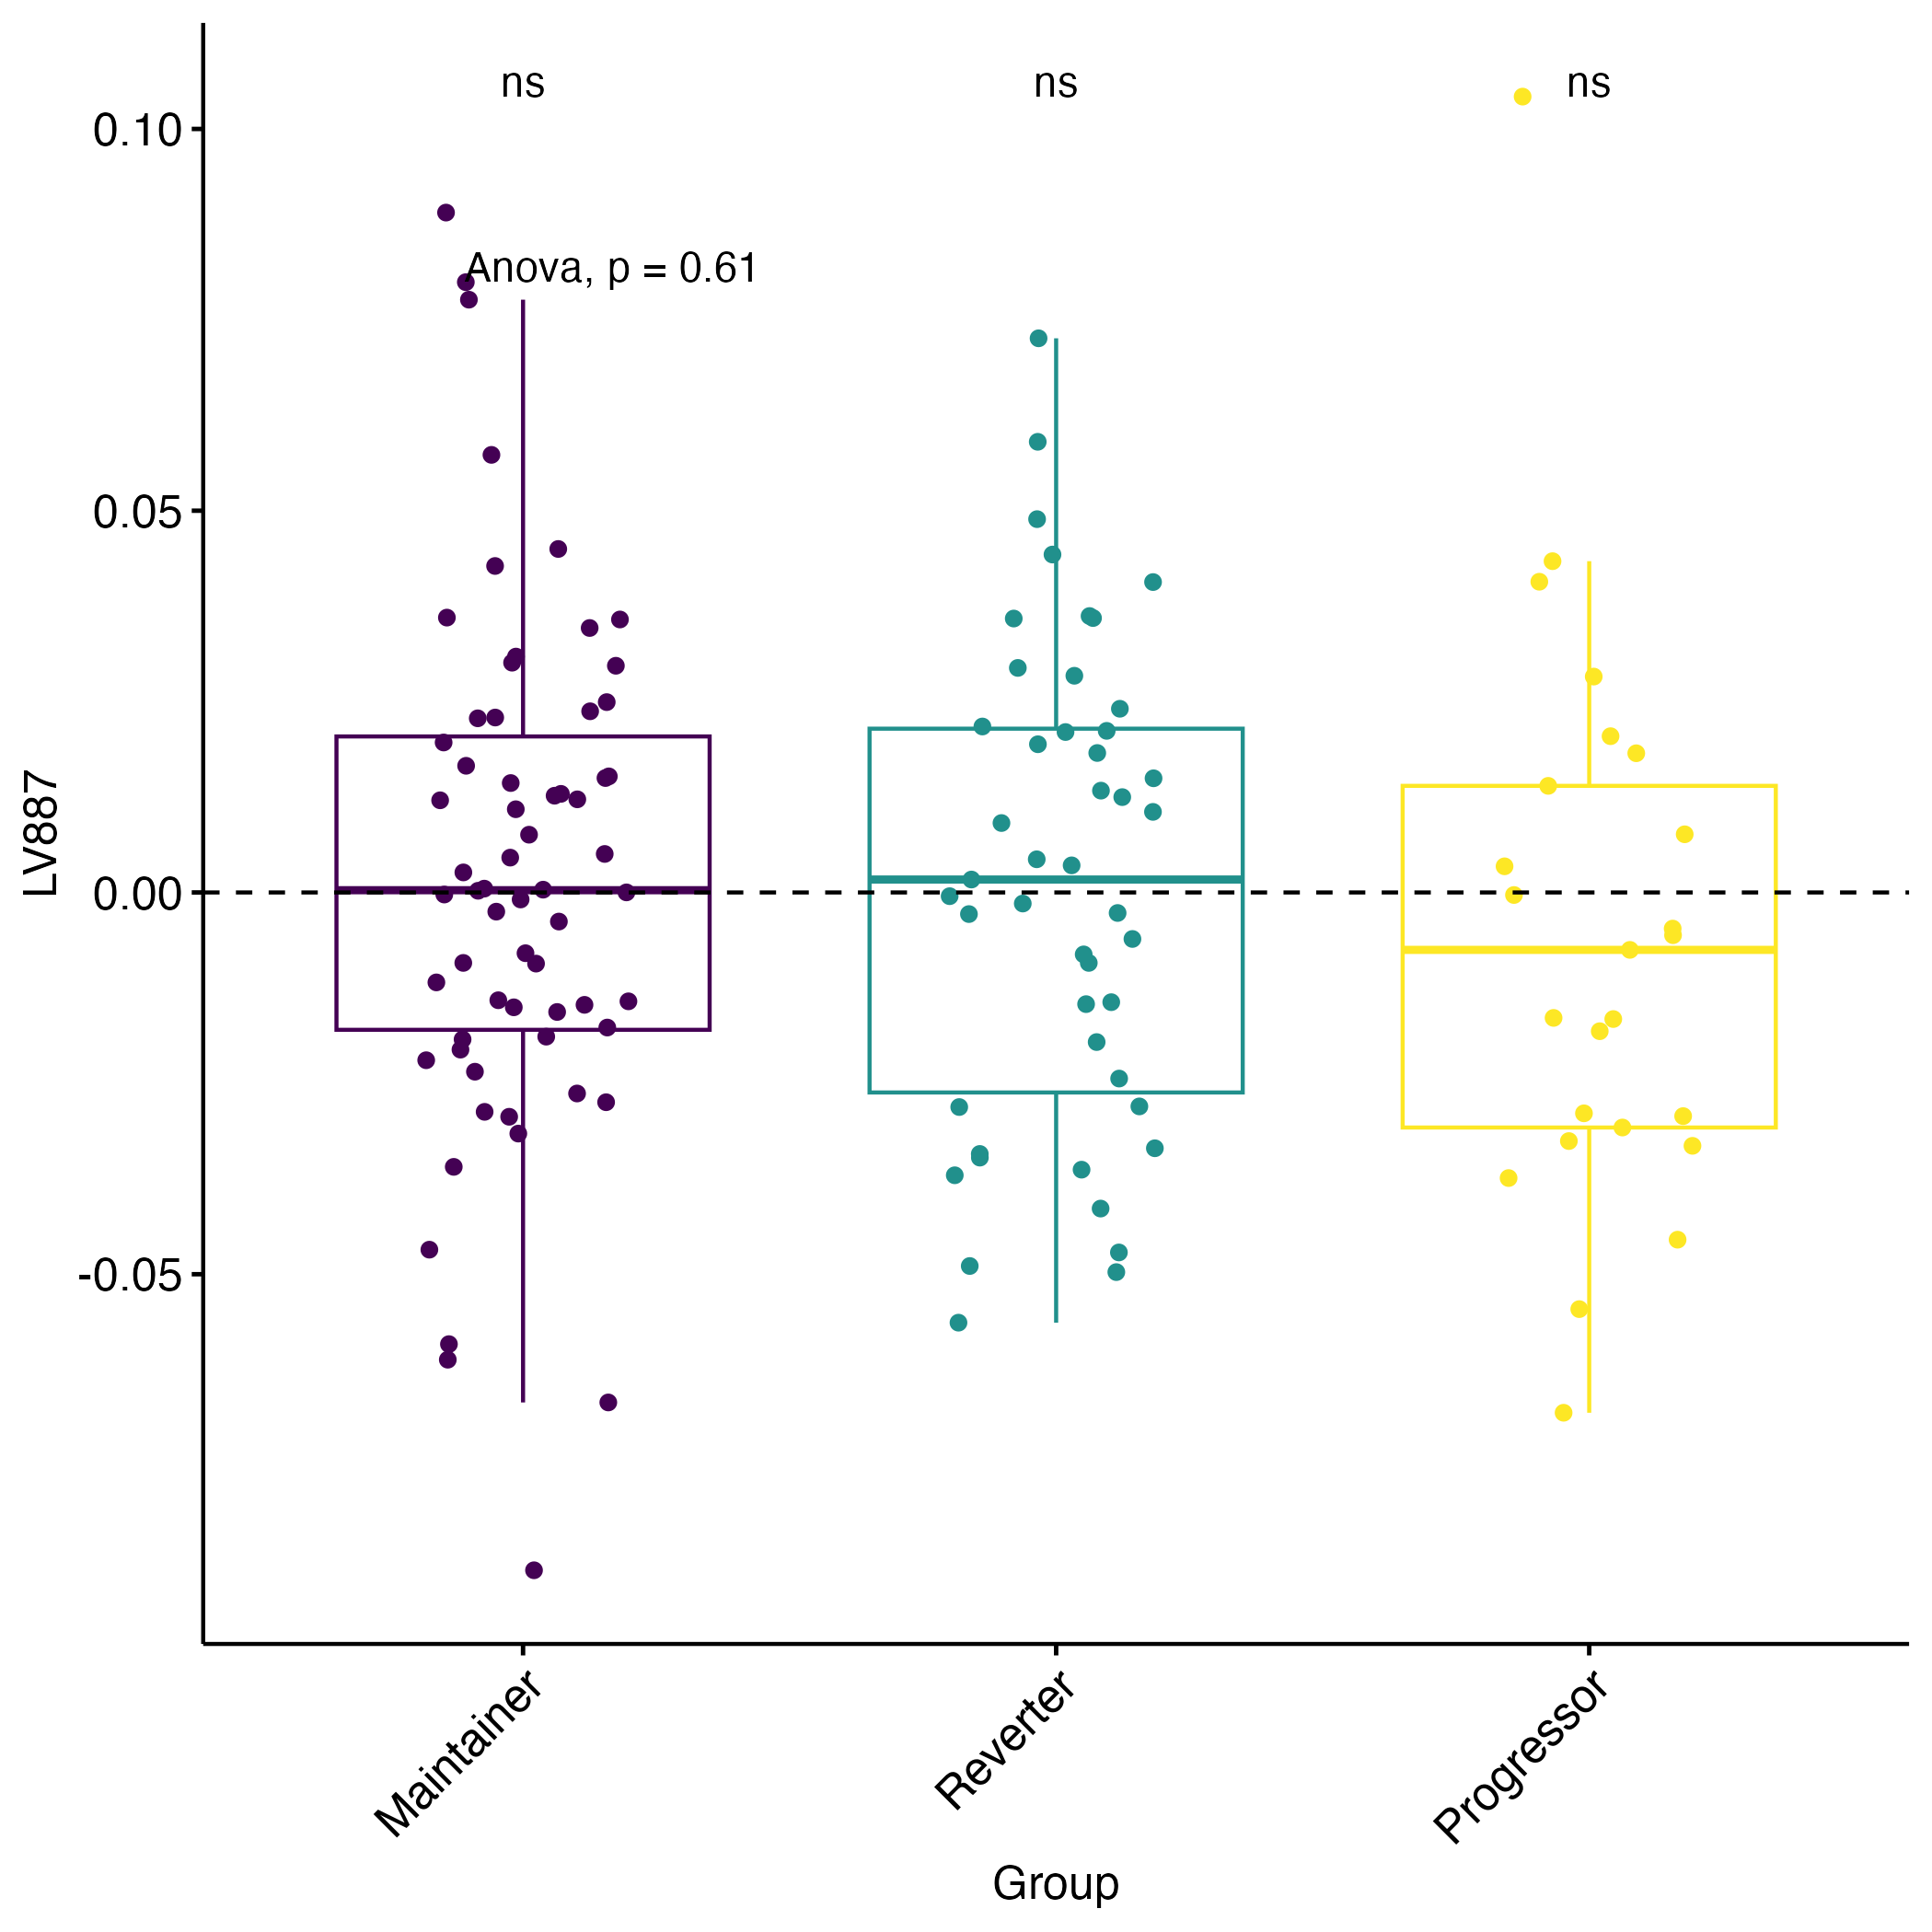 ns ns ns
0.10
Anova, p = 0.61
0.05
LV887
0.00
-0.05
Maintainer Reverter Progressor
Group